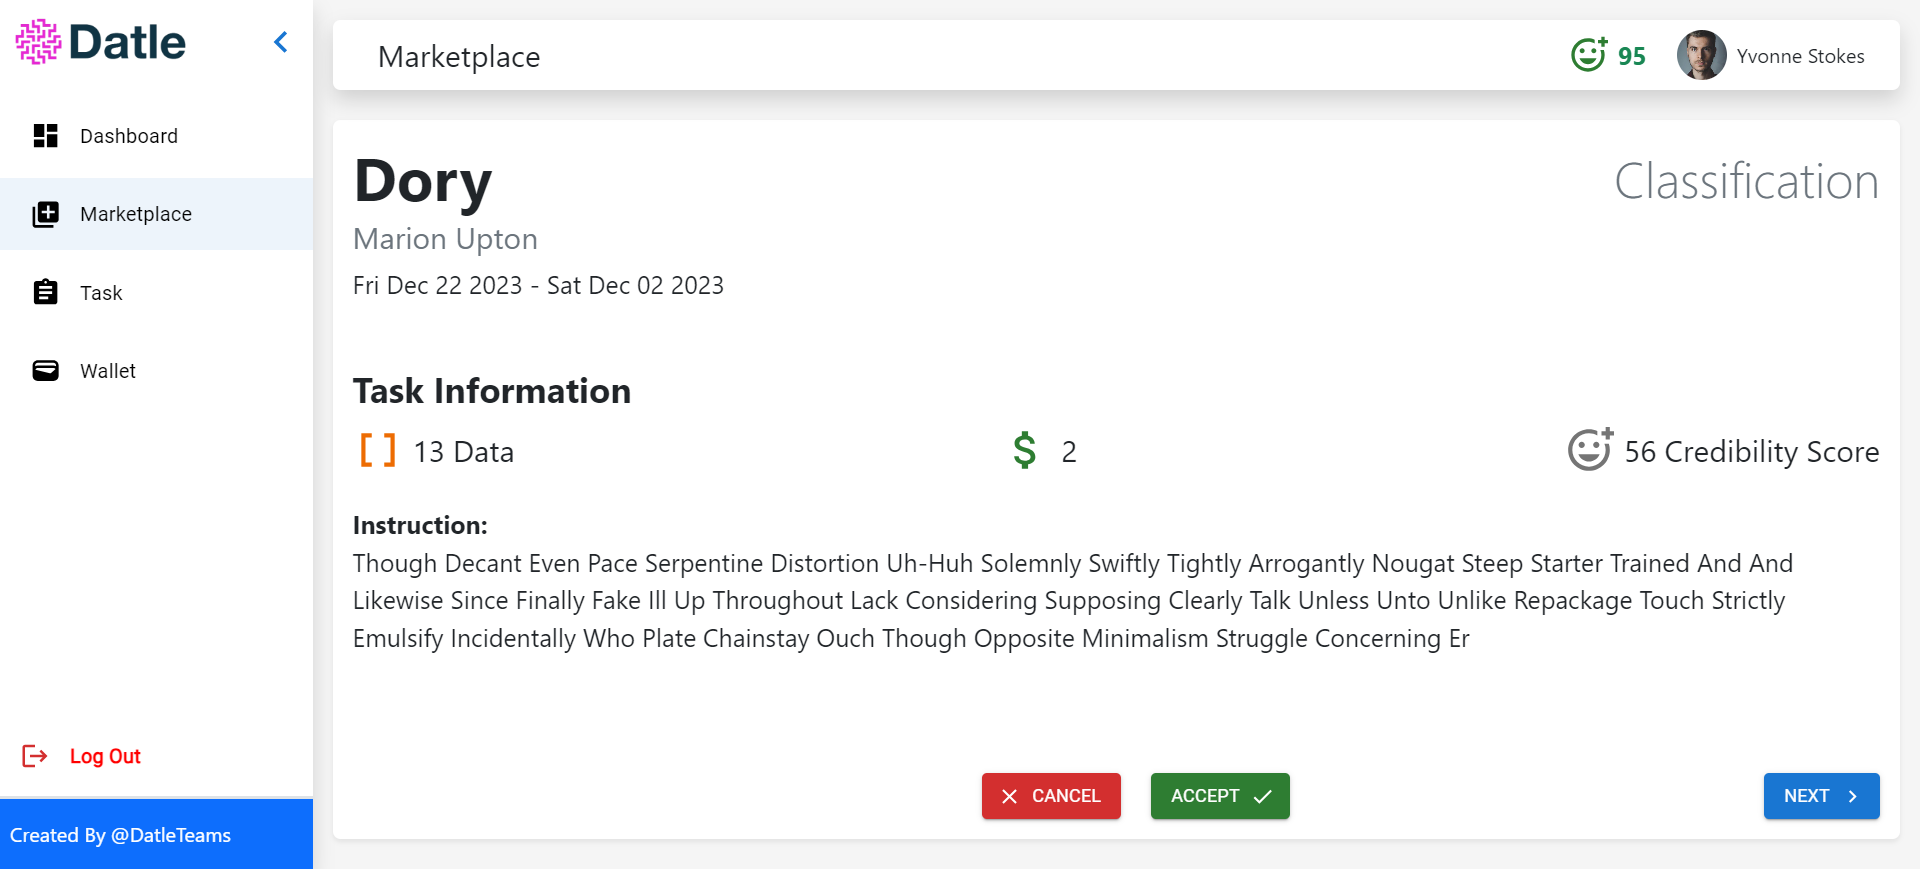 Datle
Dashboard
Marketplace
Task
Wallet
Log Out
Created By @DatleTeams
Marketplace
95
Yvonne Stokes
Dory
Classification
Marion Upton
Fri Dec 22 2023 - Sat Dec 02 2023
Task Information
[ ] 13 Data
$ 2
56 Credibility Score
Instruction:
Though Decant Even Pace Serpentine Distortion Uh-Huh Solemnly Swiftly Tightly Arrogantly Nougat Steep Starter Trained And And
Likewise Since Finally Fake Ill Up Throughout Lack Considering Supposing Clearly Talk Unless Unto Unlike Repackage Touch Strictly
Emulsify Incidentally Who Plate Chainstay Ouch Though Opposite Minimalism Struggle Concerning Er
CANCEL
ACCEPT
NEXT